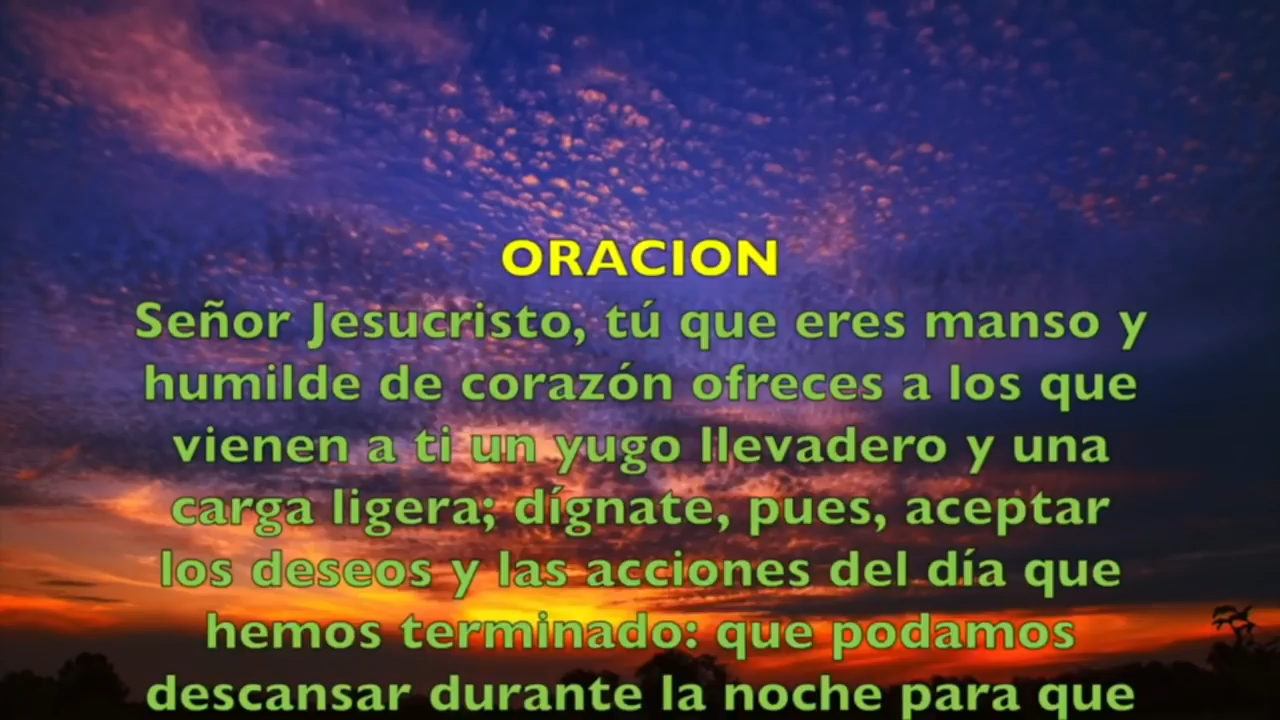 ORACION
Señor Jesucristo, tú que eres manso y
humilde de corazón ofreces a los que
vienen a ti un yugo llevadero y una
carga ligera; dígnate, pues, aceptar
los deseos y las acciones del día que
hemos terminado: que podamos
descansar durante la noche para que